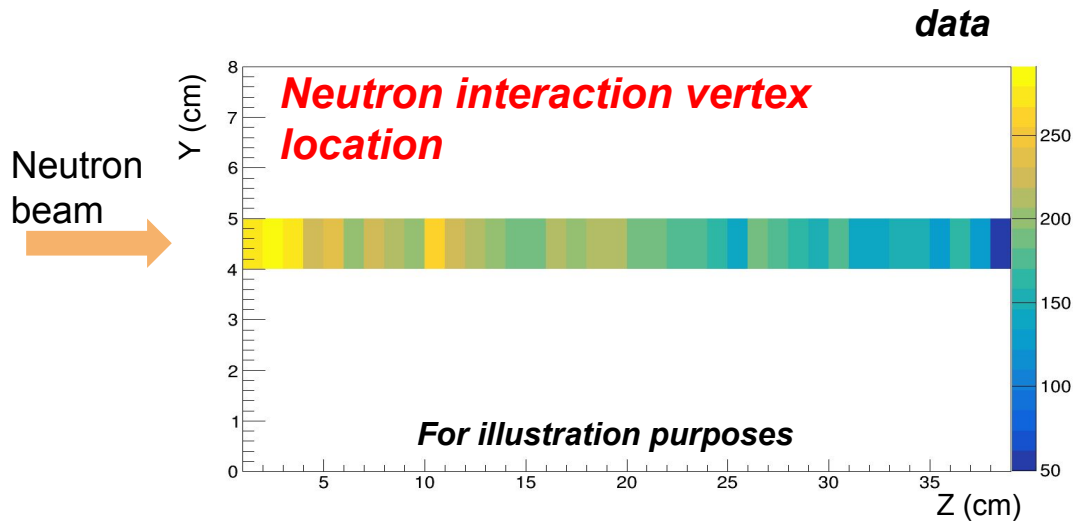 data
Neutron interaction vertex
location
Neutron
beam
Y (cm)
8
7
6
5
4
3
2
1
0
250
200
150
100
50
For illustration purposes
5 10 15 20 25 30 35
Z (cm)